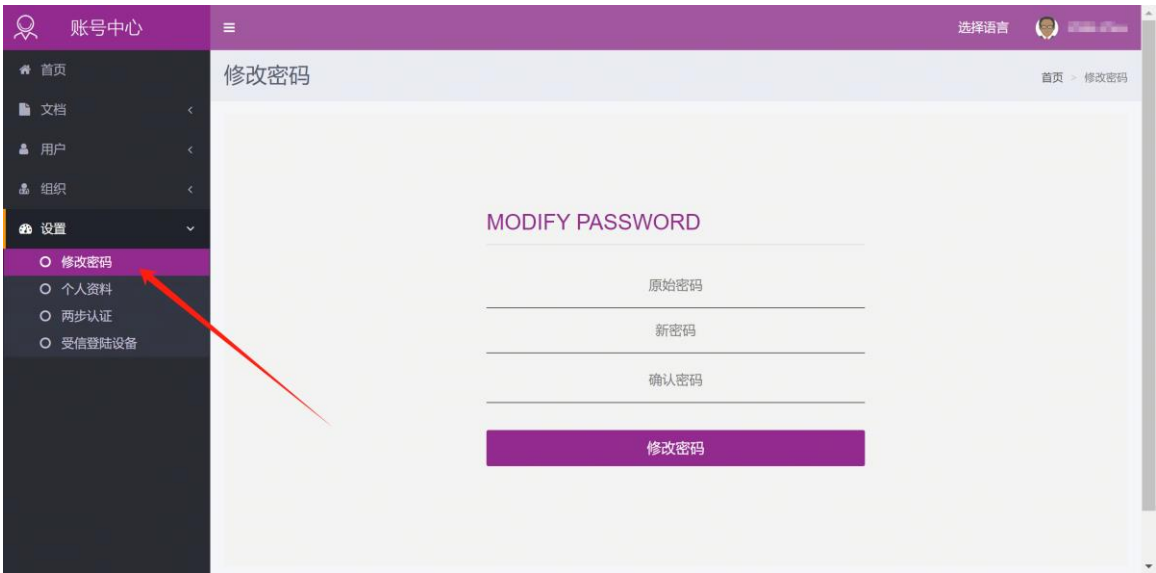 账号中心
选择语言
首页
文档
用户
组织
设置
修改密码
个人资料
两步认证
受信登陆设备
修改密码
首页 > 修改密码
MODIFY PASSWORD
原始密码
新密码
确认密码
修改密码